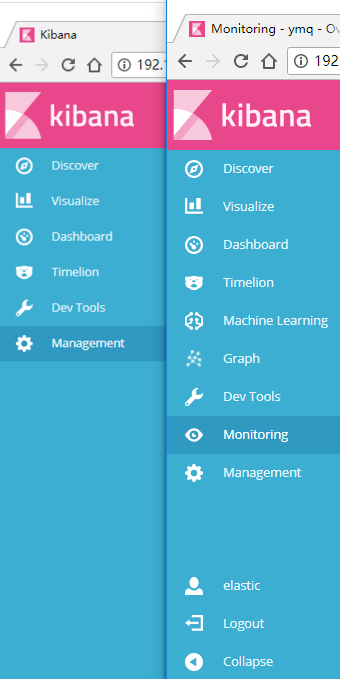 Kibana
192.
kibana
Discover
Visualize
Dashboard
Timelion
Dev Tools
Management
Monitoring - ymq - Ov
192
kibana
Discover
Visualize
Dashboard
Timelion
Machine Learning
Graph
Dev Tools
Monitoring
Management
elastic
Logout
Collapse